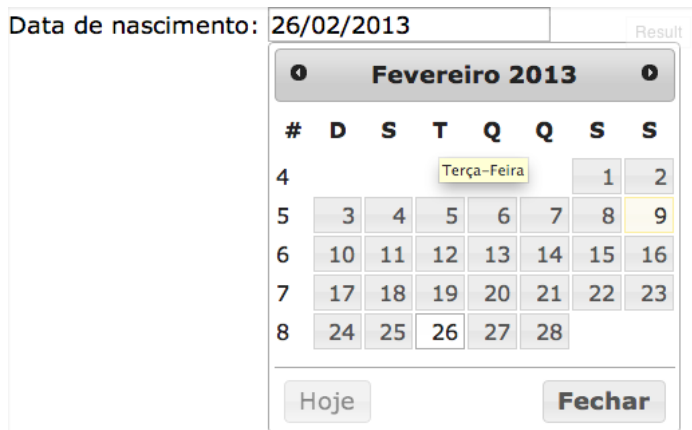 Data de nascimento: 26/02/2013 Result
Fevereiro 2013
# D S T Q Q S S
Terça-Feira
4 1 2
5 3 4 5 6 7 8 9
6 10 11 12 13 14 15 16
7 17 18 19 20 21 22 23
8 24 25 26 27 28
Hoje Fechar